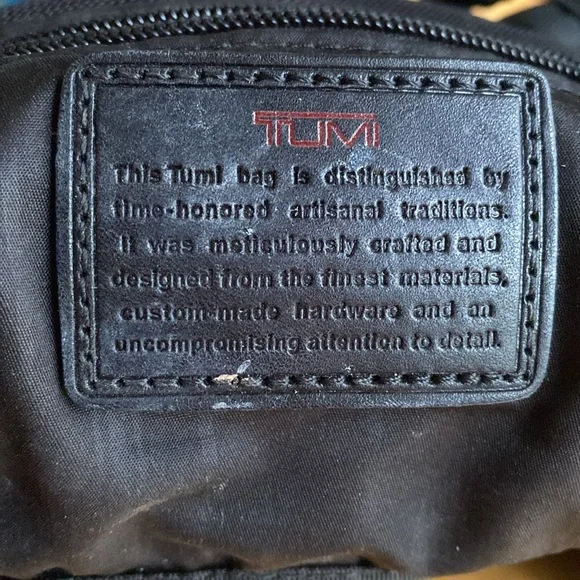 TUMI
This Tumi bag is distinguished by
time-honored artisanal traditions.
It was meticulously crafted and
designed from the finest materials,
custom-made hardware and an
uncompromising attention to detail.